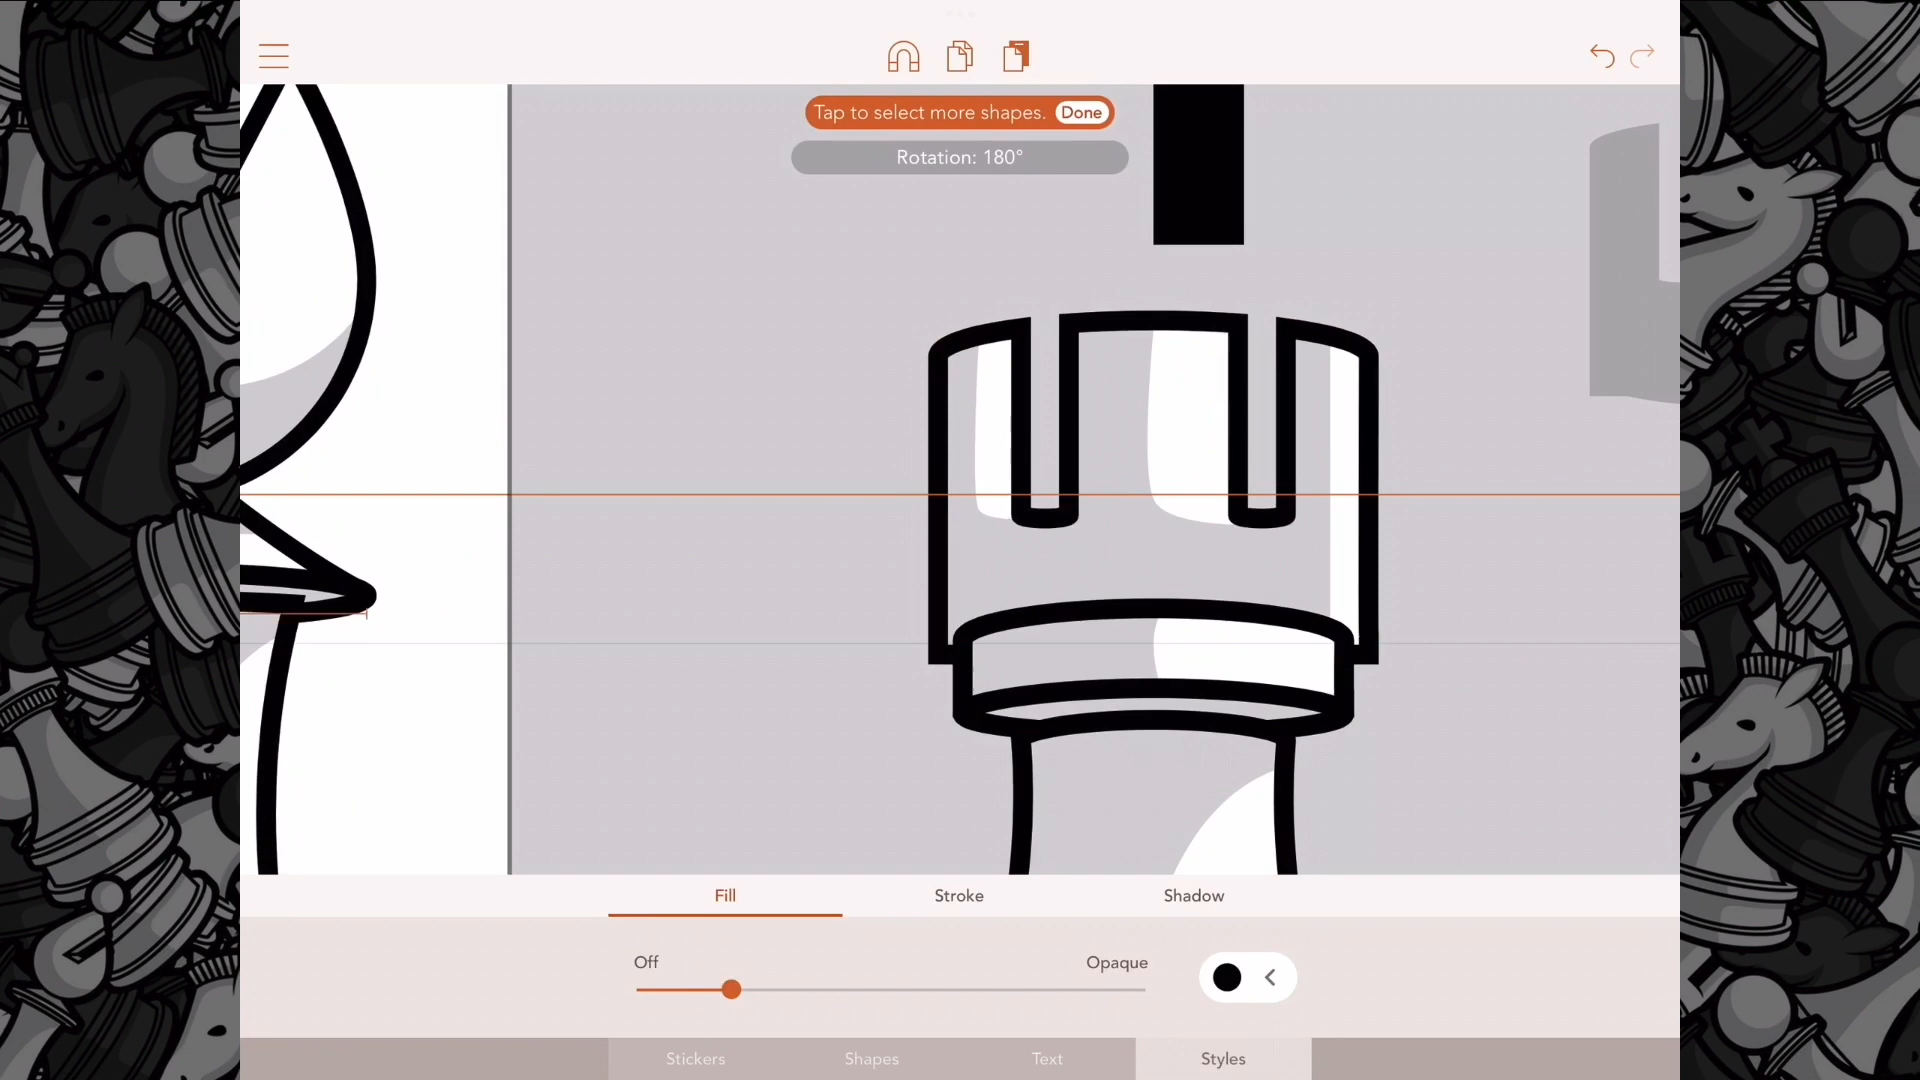 Tap to select more shapes. Done
Rotation: 180°
Fill Stroke Shadow
Off Opaque
Stickers Shapes Text Styles